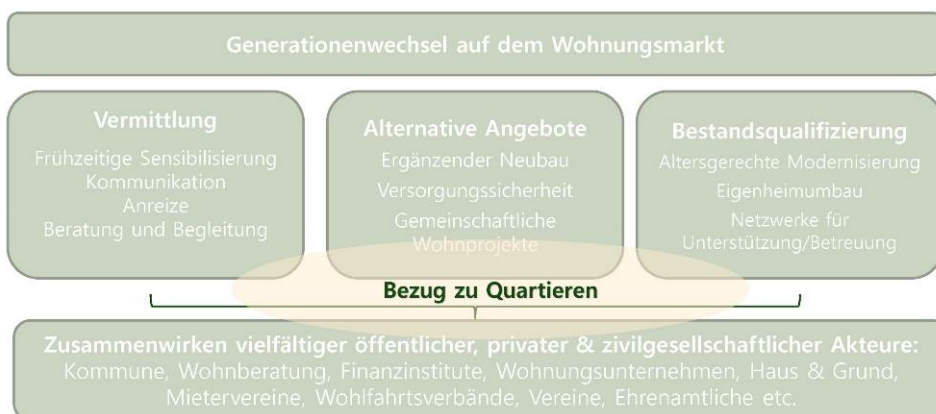 Generationenwechsel auf dem Wohnungsmarkt
Vermittlung
Frühzeitige Sensibilisierung
Kommunikation
Anreize
Beratung und Begleitung
Alternative Angebote
Ergänzender Neubau
Versorgungssicherheit
Gemeinschaftliche
Wohnprojekte
Bestandsqualifizierung
Altersgerechte Modernisierung
Eigenheimumbau
Netzwerke für
Unterstützung/Betreuung
Bezug zu Quartieren
Zusammenwirken vielfältiger öffentlicher, privater & zivilgesellschaftlicher Akteure:
Kommune, Wohnberatung, Finanzinstitute, Wohnungsunternehmen, Haus & Grund,
Mietervereine, Wohlfahrtsverbände, Vereine, Ehrenamtliche etc.